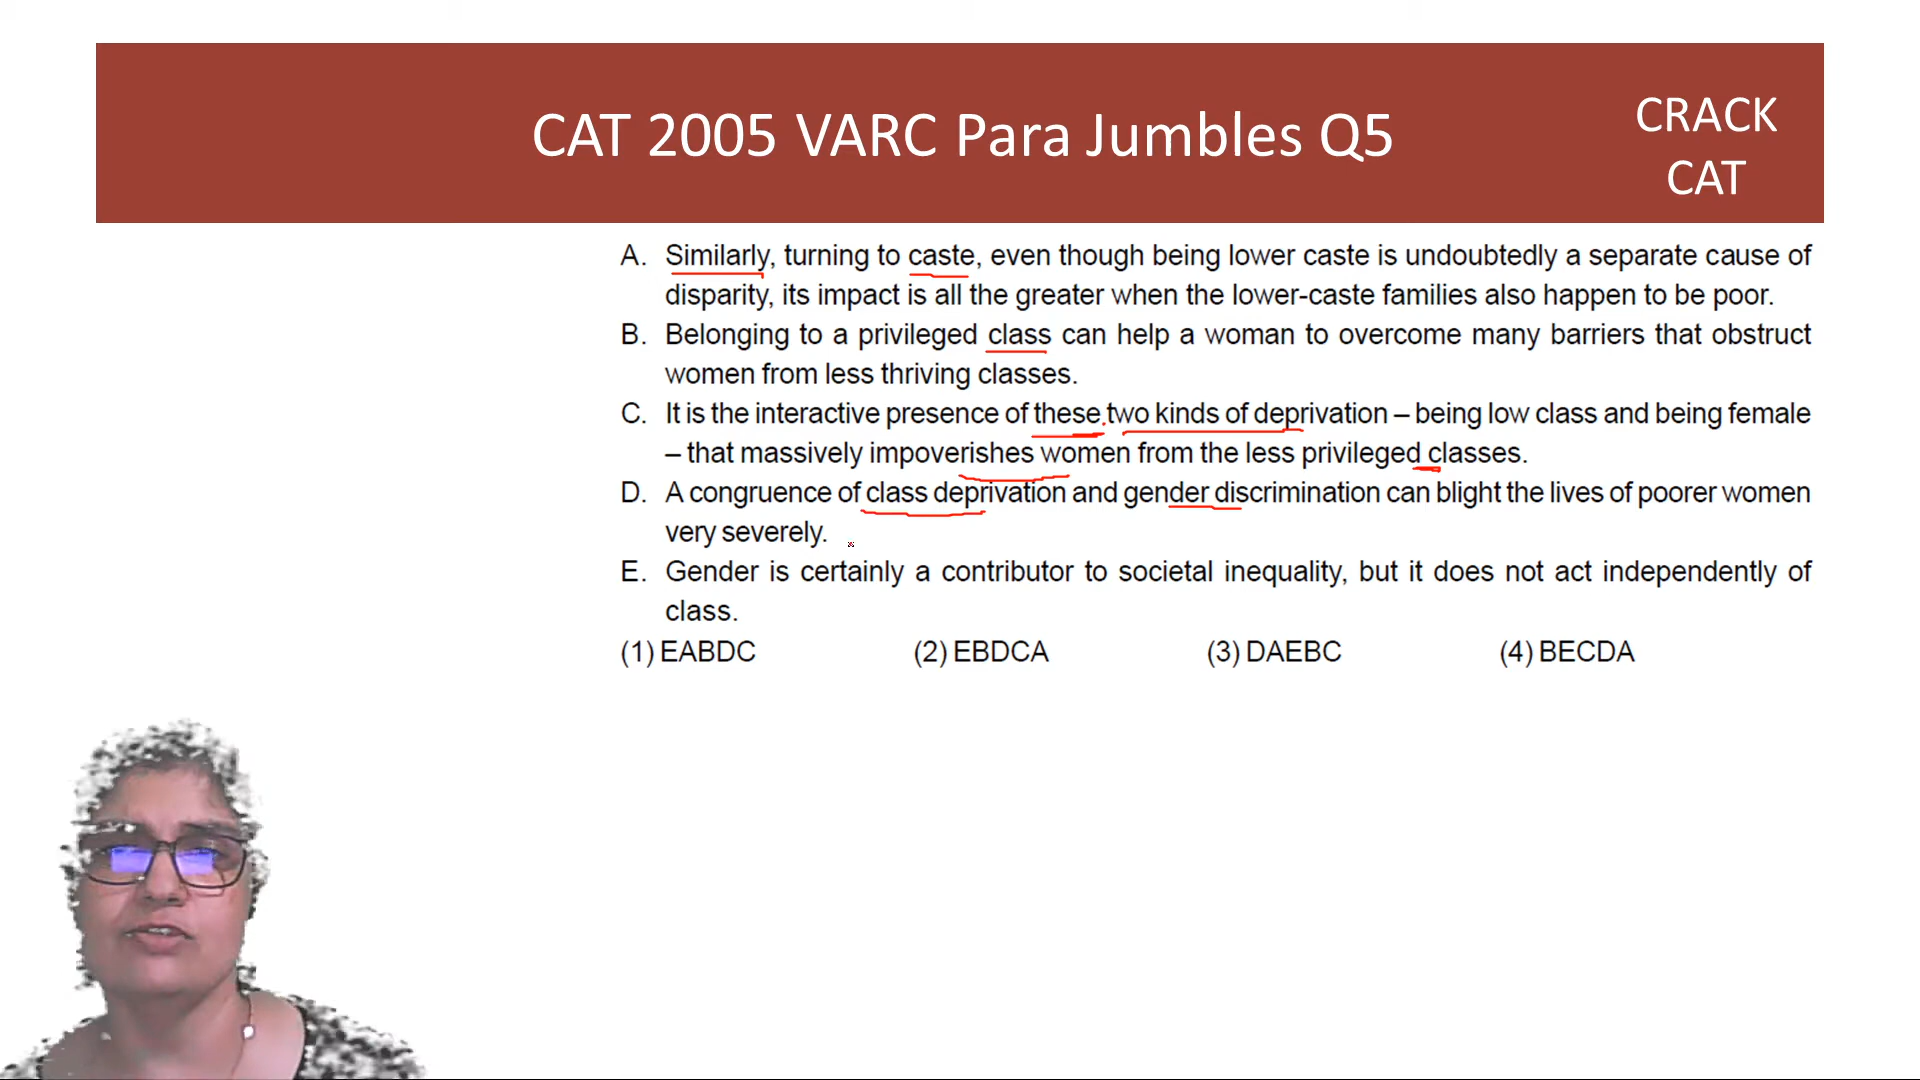 CAT 2005 VARC Para Jumbles Q5
CRACK
CAT
A. Similarly, turning to caste, even though being lower caste is undoubtedly a separate cause of
disparity, its impact is all the greater when the lower-caste families also happen to be poor.
B. Belonging to a privileged class can help a woman to overcome many barriers that obstruct
women from less thriving classes.
C. It is the interactive presence of these two kinds of deprivation – being low class and being female
– that massively impoverishes women from the less privileged classes.
D. A congruence of class deprivation and gender discrimination can blight the lives of poorer women
very severely.
E. Gender is certainly a contributor to societal inequality, but it does not act independently of
class.
(1) EABDC (2) EBDCA (3) DAEBC (4) BECDA